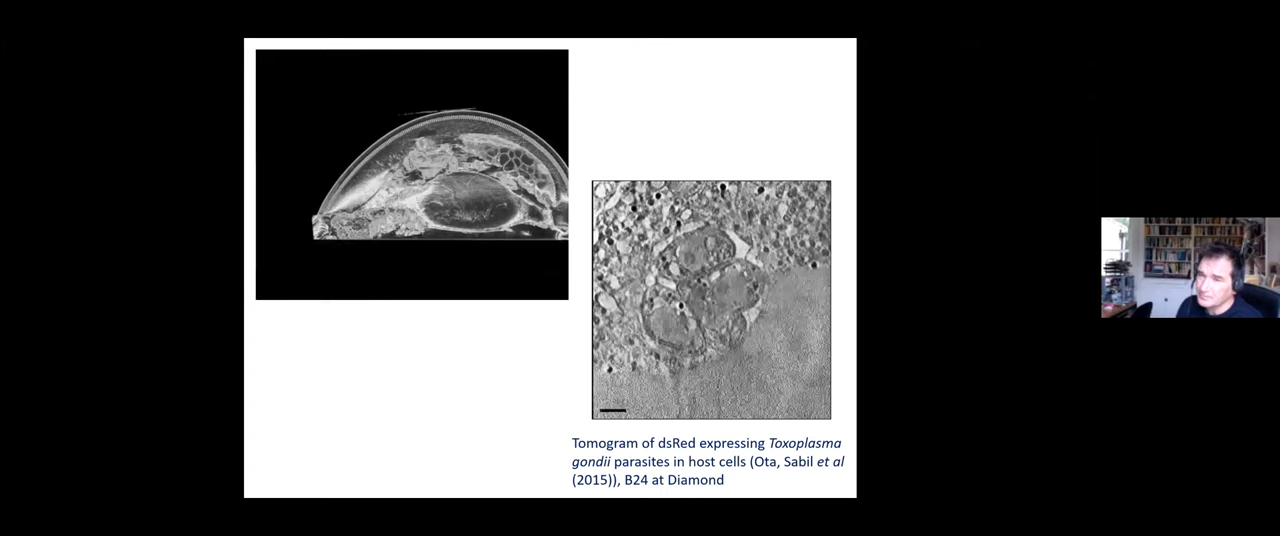 Tomogram of dsRed expressing Toxoplasma
gondii parasites in host cells (Ota, Sabil et al
(2015)), B24 at Diamond